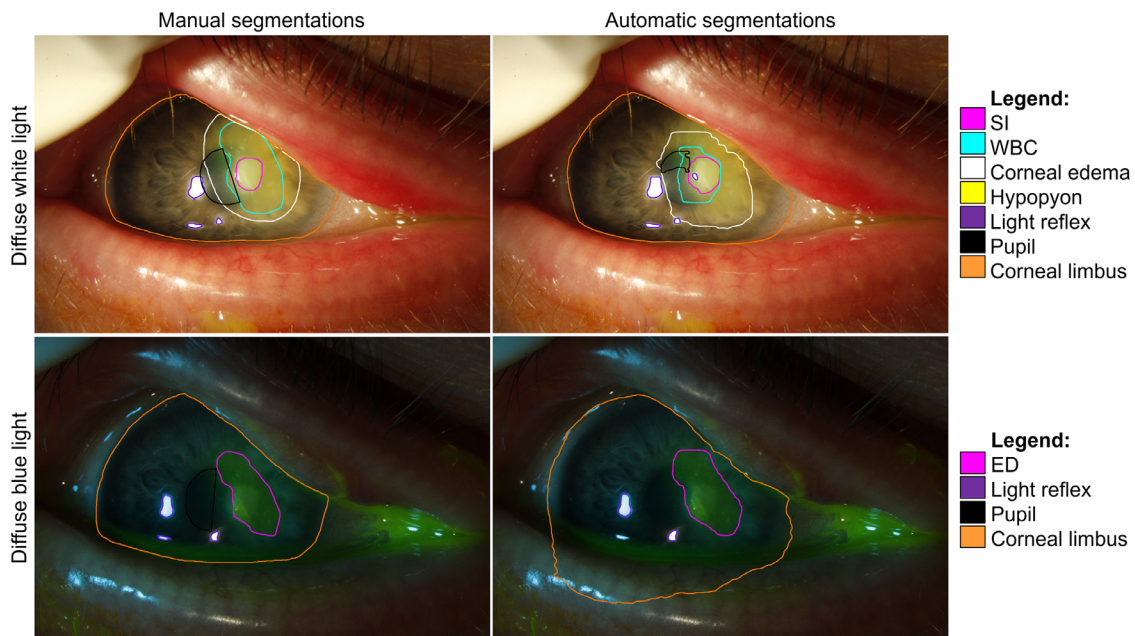 Manual segmentations
Automatic segmentations
Diffuse white light
Legend:
SI
WBC
Corneal edema
Hypopyon
Light reflex
Pupil
Corneal limbus
Diffuse blue light
Legend:
ED
Light reflex
Pupil
Corneal limbus